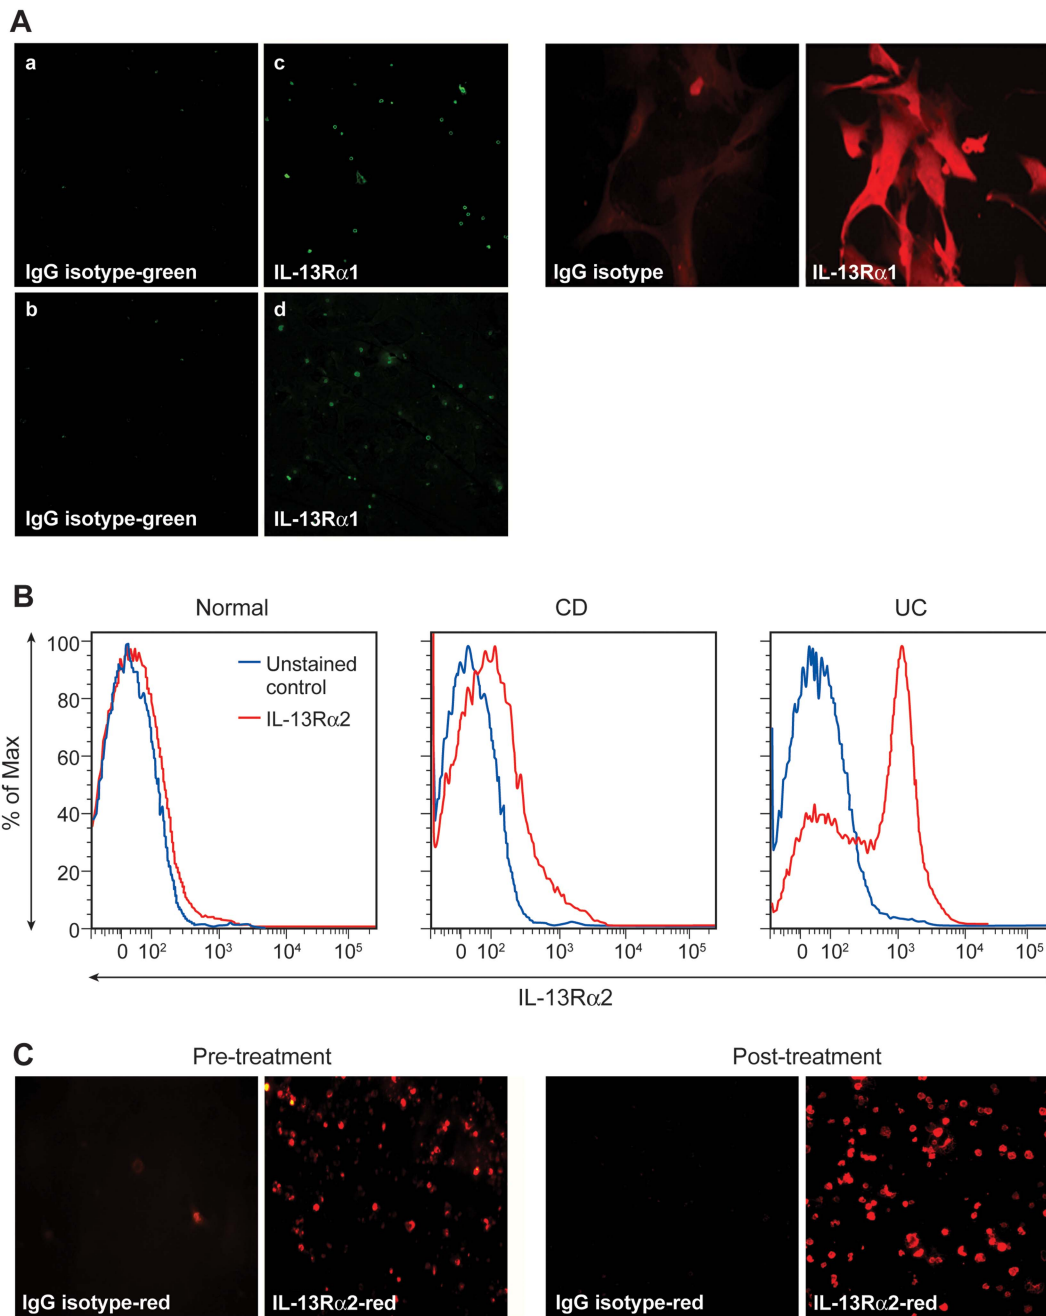 A
a
c
IgG isotype-green
IL-13Rα1
IgG isotype
IL-13Rα1
b
d
IgG isotype-green
IL-13Rα1
B
Normal
CD
UC
% of Max
100
80
60
40
20
0
Unstained
control
IL-13Rα2
0 10² 10³ 10⁴ 10⁵
0 10² 10³ 10⁴ 10⁵
0 10² 10³ 10⁴ 10⁵
IL-13Rα2
C
Pre-treatment
Post-treatment
IgG isotype-red
IL-13Rα2-red
IgG isotype-red
IL-13Rα2-red